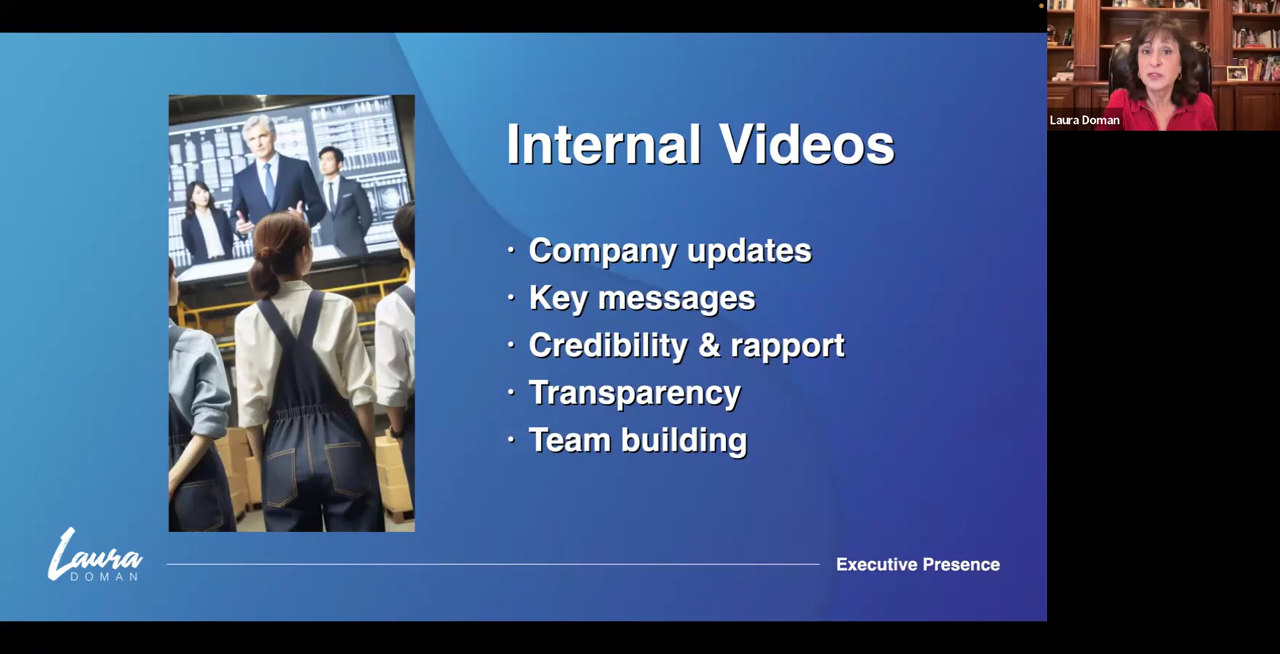 Internal Videos
· Company updates
· Key messages
· Credibility & rapport
· Transparency
· Team building
Laura
DOMAN
Executive Presence
Laura Doman